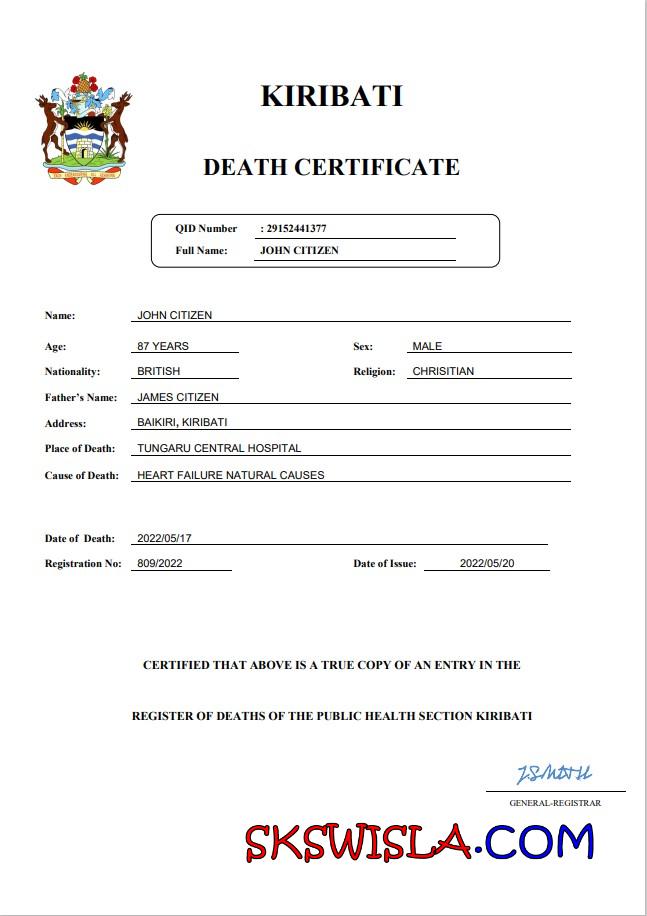 KIRIBATI
DEATH CERTIFICATE
QID Number : 29152441377
Full Name: JOHN CITIZEN
Name: JOHN CITIZEN
Age: 87 YEARS Sex: MALE
Nationality: BRITISH Religion: CHRISITIAN
Father's Name: JAMES CITIZEN
Address: BAIKIRI, KIRIBATI
Place of Death: TUNGARU CENTRAL HOSPITAL
Cause of Death: HEART FAILURE NATURAL CAUSES
Date of Death: 2022/05/17
Registration No: 809/2022 Date of Issue: 2022/05/20
CERTIFIED THAT ABOVE IS A TRUE COPY OF AN ENTRY IN THE
REGISTER OF DEATHS OF THE PUBLIC HEALTH SECTION KIRIBATI
GENERAL-REGISTRAR
SKSWISLA.COM